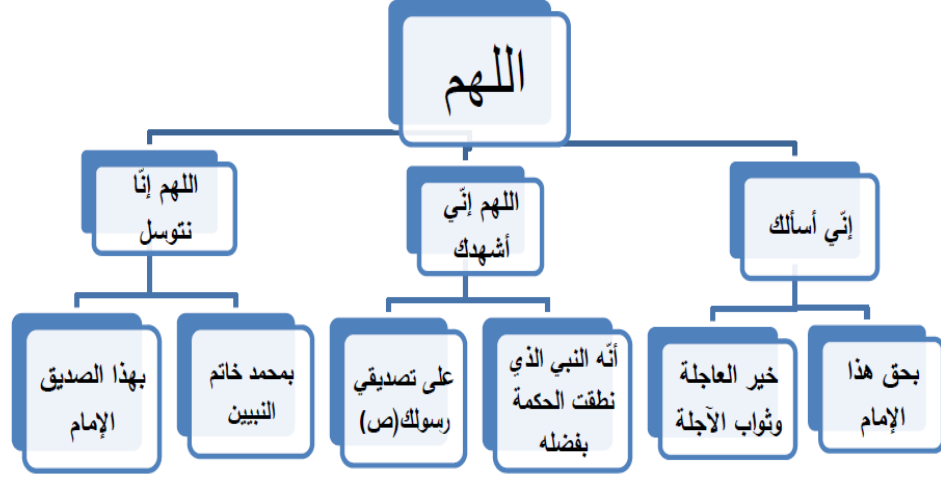 اللهم
إنّي أسألك
اللهم إنّي
أشهدك
اللهم إنّا
نتوسل
بحق هذا
الإمام
خير العاجلة
وثواب الآجلة
أنّه النبي الذي
نطقت الحكمة
بفضله
على تصديقي
رسولك(ص)
بمحمد خاتم
النبيين
بهذا الصديق
الإمام